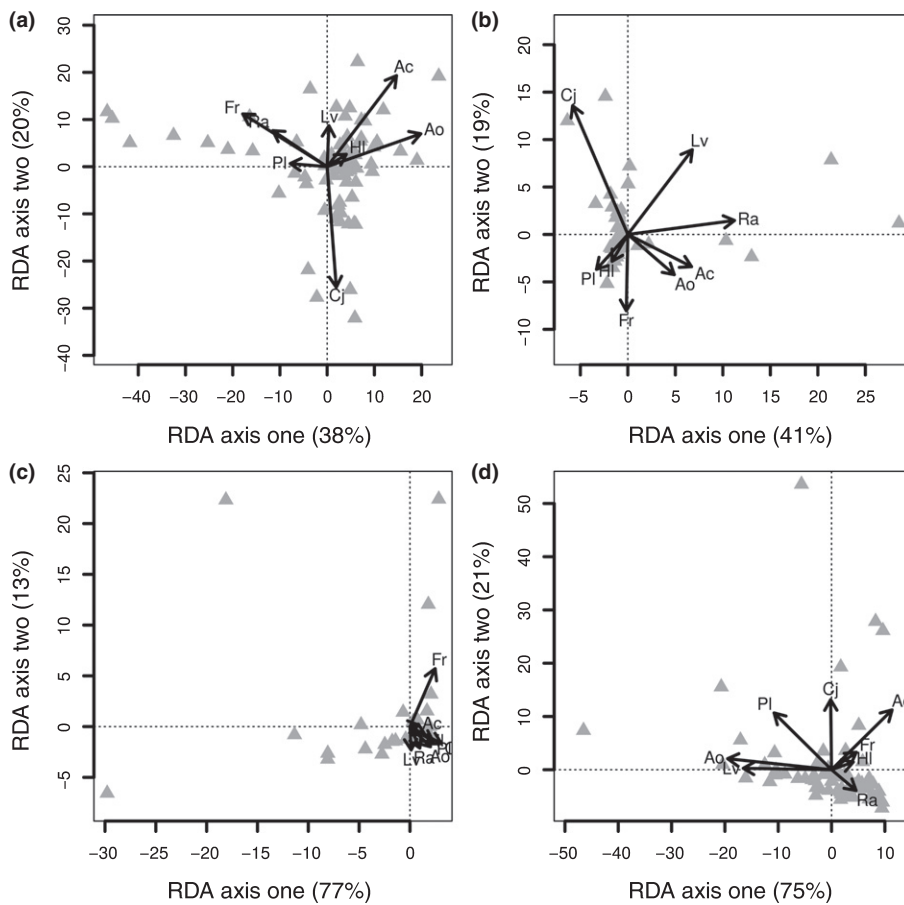 (a)
30
20
10
0
−10
−20
−30
−40
RDA axis two (20%)
Fr
Ra
Pl
Lv
Hl
Ac
Ao
Cj
−40 −30 −20 −10 0 10 20
RDA axis one (38%)
(b)
20
15
10
5
0
−5
−10
RDA axis two (19%)
Cj
Lv
Ra
Ac
Ao
Pl
Hl
Fr
−5 0 5 10 15 20 25
RDA axis one (41%)
(c)
25
20
15
10
5
0
−5
RDA axis two (13%)
Fr
Ac
Lv
Ra
Ao
−30 −25 −20 −15 −10 −5 0
RDA axis one (77%)
(d)
50
40
30
20
10
0
RDA axis two (21%)
Pl
Cj
Fr
Hl
Ao
Lv
Ra
−50 −40 −30 −20 −10 0 10
RDA axis one (75%)